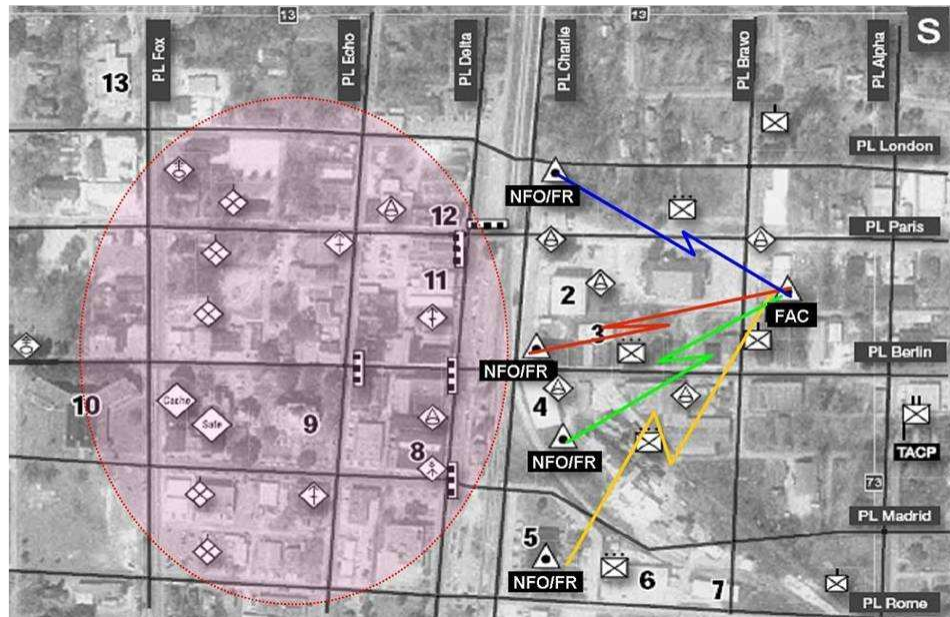 13
13
S
PL Fox
PL Echo
PL Delta
PL Charlie
PL Bravo
PL Alpha
13
PL London
NFO/FR
12
PL Paris
11
2
FAC
3
PL Berlin
NFO/FR
10
Cache
Safe
9
4
8
NFO/FR
TACP
73
PL Madrid
5
NFO/FR
6
7
PL Rome